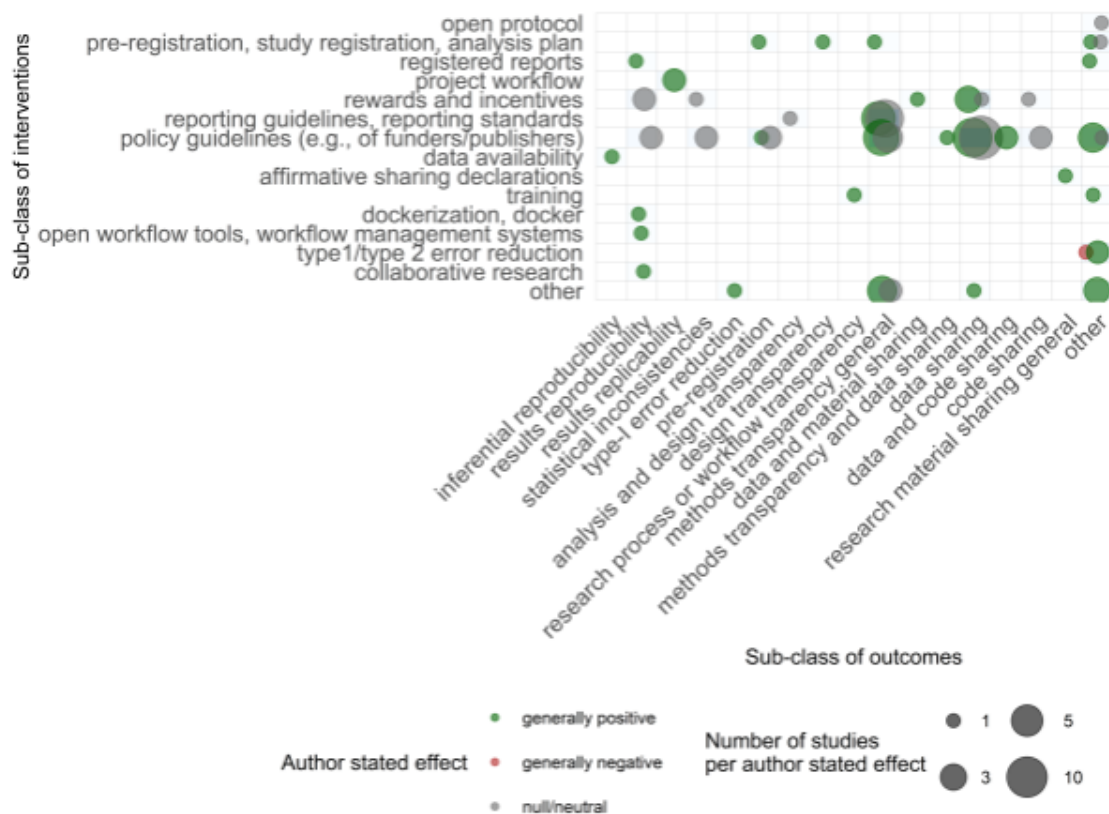 Sub-class of interventions
open protocol
pre-registration, study registration, analysis plan
registered reports
project workflow
rewards and incentives
reporting guidelines, reporting standards
policy guidelines (e.g., of funders/publishers)
data availability
affirmative sharing declarations
training
dockerization, docker
open workflow tools, workflow management systems
type1/type 2 error reduction
collaborative research
other
inferential reproducibility
results reproducibility
results replicability
statistical inconsistencies
type-I error reduction
pre-registration
analysis and design transparency
design transparency
research process or workflow transparency
methods transparency general
data and material sharing
methods transparency and data sharing
data sharing
data and code sharing
code sharing
research material sharing general
other
Sub-class of outcomes
Author stated effect
generally positive
generally negative
null/neutral
Number of studies
per author stated effect
1
5
3
10